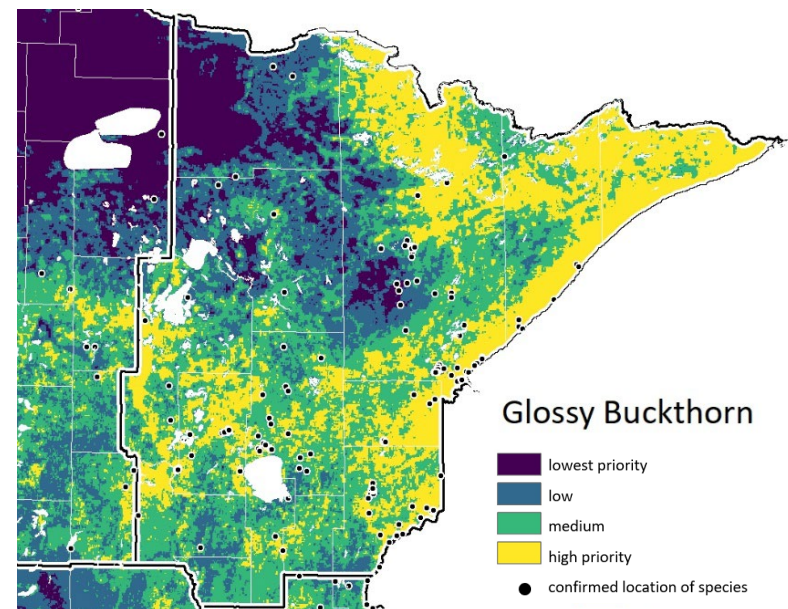 Glossy Buckthorn
lowest priority
low
medium
high priority
confirmed location of species